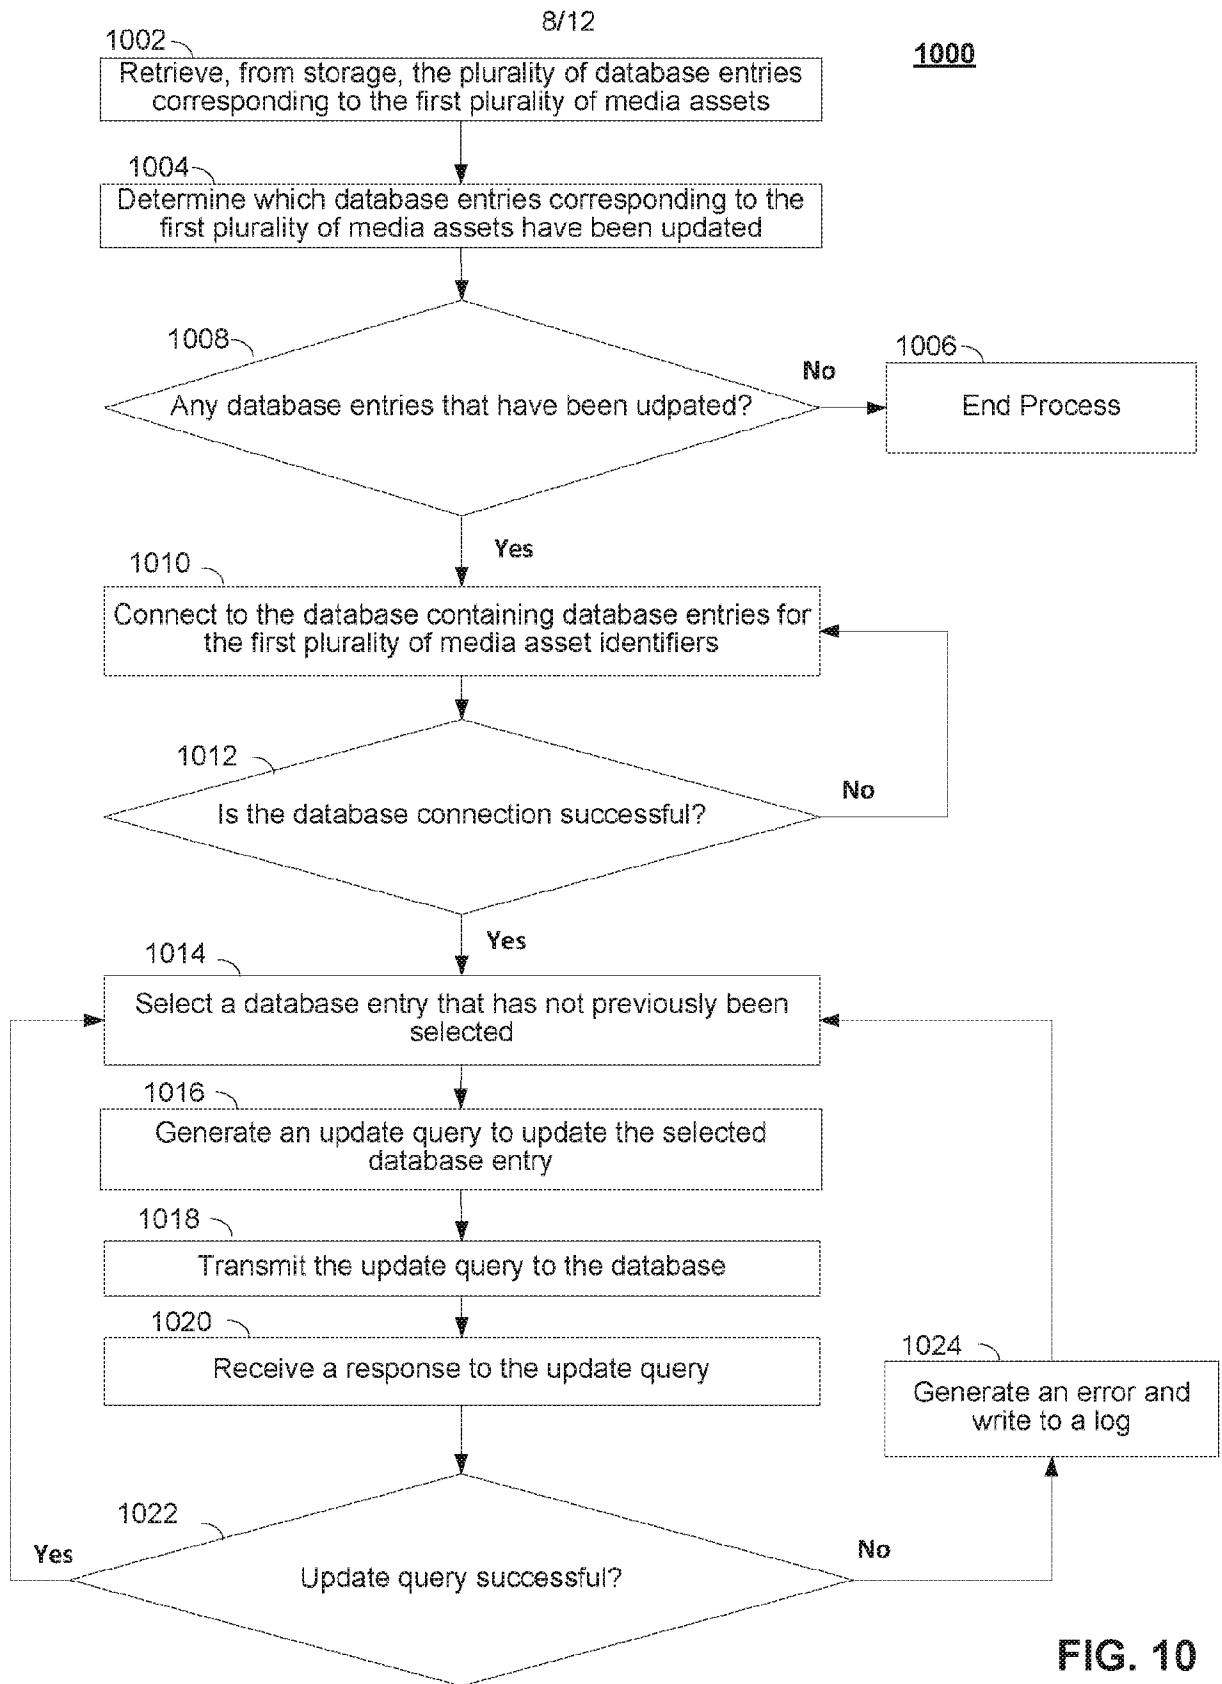 8/12
1000
1002
Retrieve, from storage, the plurality of database entries
corresponding to the first plurality of media assets
1004
Determine which database entries corresponding to the
first plurality of media assets have been updated
1008
Any database entries that have been udpated?
No
1006
End Process
Yes
1010
Connect to the database containing database entries for
the first plurality of media asset identifiers
1012
Is the database connection successful?
No
Yes
1014
Select a database entry that has not previously been
selected
1016
Generate an update query to update the selected
database entry
1018
Transmit the update query to the database
1020
Receive a response to the update query
1024
Generate an error and
write to a log
1022
Yes
Update query successful?
No
FIG. 10